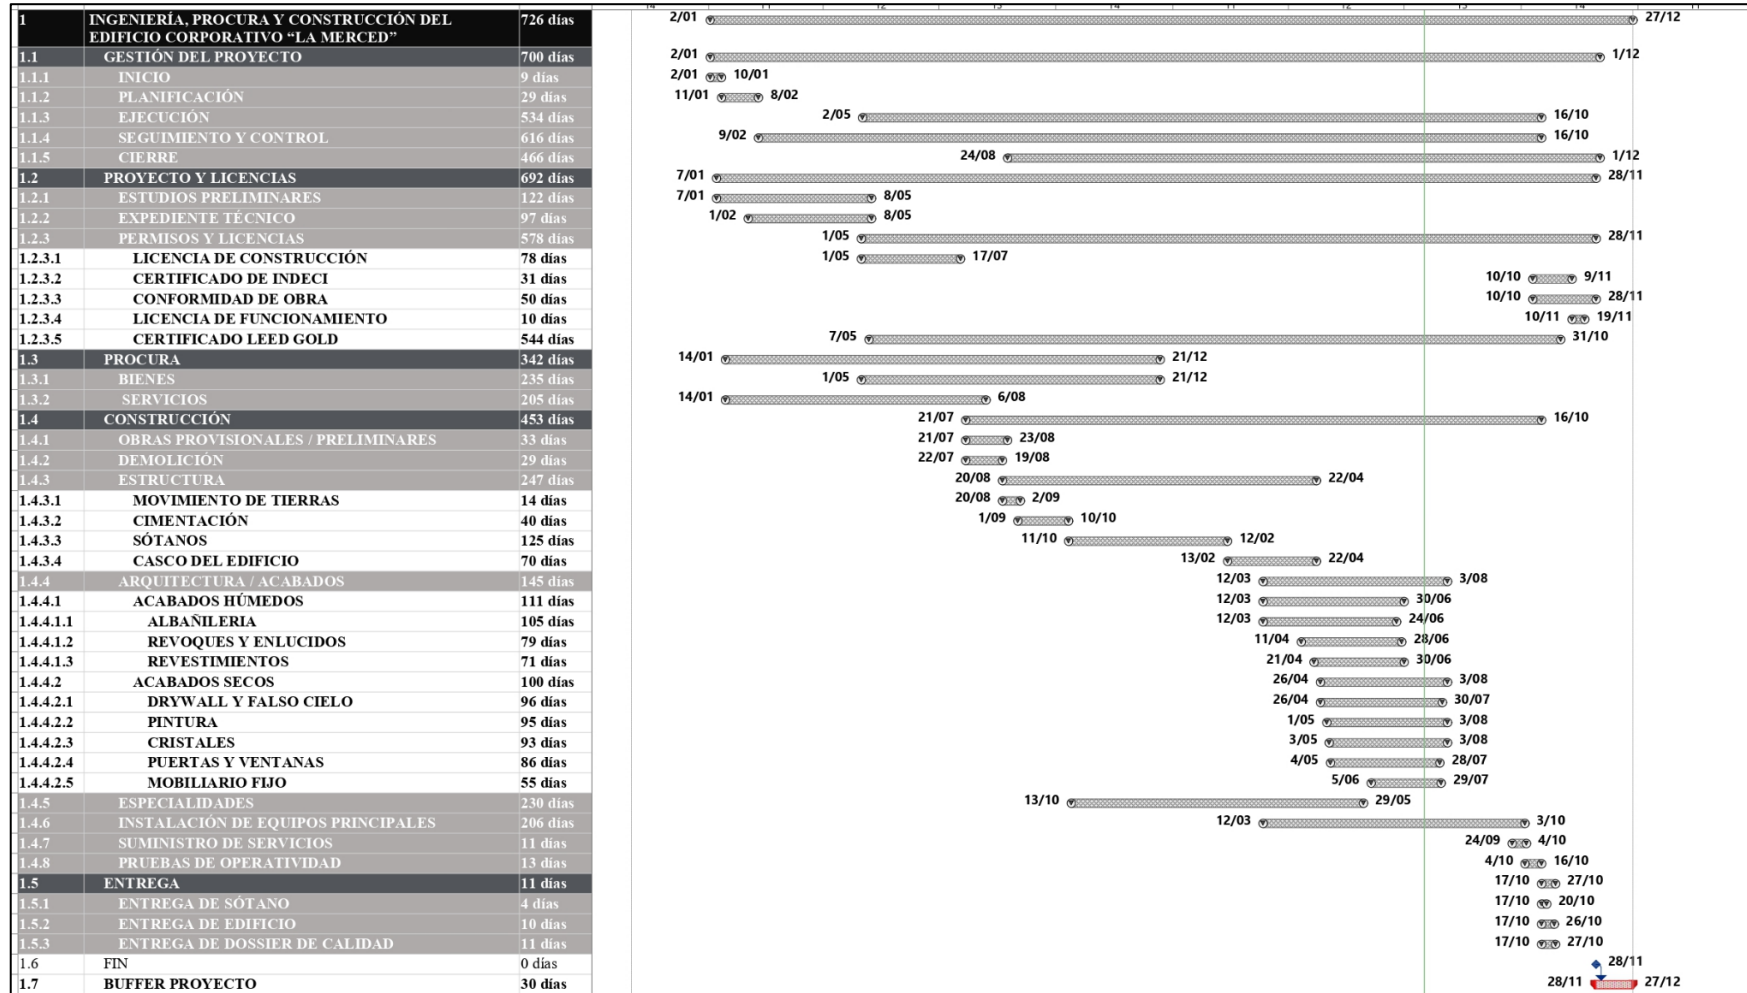 1 INGENIERÍA, PROCURA Y CONSTRUCCIÓN DEL 726 días 2/01 27/12
EDIFICIO CORPORATIVO “LA MERCED”
1.1 GESTIÓN DEL PROYECTO 700 días 2/01 1/12
1.1.1 INICIO 9 días 2/01 10/01
1.1.2 PLANIFICACIÓN 29 días 11/01 8/02
1.1.3 EJECUCIÓN 534 días 2/05 16/10
1.1.4 SEGUIMIENTO Y CONTROL 616 días 9/02 16/10
1.1.5 CIERRE 466 días 24/08 1/12
1.2 PROYECTO Y LICENCIAS 692 días 7/01 28/11
1.2.1 ESTUDIOS PRELIMINARES 122 días 7/01 8/05
1.2.2 EXPEDIENTE TÉCNICO 97 días 1/02 8/05
1.2.3 PERMISOS Y LICENCIAS 578 días 1/05 28/11
1.2.3.1 LICENCIA DE CONSTRUCCIÓN 78 días 1/05 17/07
1.2.3.2 CERTIFICADO DE INDECI 31 días 10/10 9/11
1.2.3.3 CONFORMIDAD DE OBRA 50 días 10/10 28/11
1.2.3.4 LICENCIA DE FUNCIONAMIENTO 10 días 10/11 19/11
1.2.3.5 CERTIFICADO LEED GOLD 544 días 7/05 31/10
1.3 PROCURA 342 días 14/01 21/12
1.3.1 BIENES 235 días 1/05 21/12
1.3.2 SERVICIOS 205 días 14/01 6/08
1.4 CONSTRUCCIÓN 453 días 21/07 16/10
1.4.1 OBRAS PROVISIONALES / PRELIMINARES 33 días 21/07 23/08
1.4.2 DEMOLICIÓN 29 días 22/07 19/08
1.4.3 ESTRUCTURA 247 días 20/08 22/04
1.4.3.1 MOVIMIENTO DE TIERRAS 14 días 20/08 2/09
1.4.3.2 CIMENTACIÓN 40 días 1/09 10/10
1.4.3.3 SÓTANOS 125 días 11/10 12/02
1.4.3.4 CASCO DEL EDIFICIO 70 días 13/02 22/04
1.4.4 ARQUITECTURA / ACABADOS 145 días 12/03 3/08
1.4.4.1 ACABADOS HÚMEDOS 111 días 12/03 30/06
1.4.4.1.1 ALBAÑILERIA 105 días 12/03 24/06
1.4.4.1.2 REVOQUES Y ENLUCIDOS 79 días 11/04 28/06
1.4.4.1.3 REVESTIMIENTOS 71 días 21/04 30/06
1.4.4.2 ACABADOS SECOS 100 días 26/04 3/08
1.4.4.2.1 DRYWALL Y FALSO CIELO 96 días 26/04 30/07
1.4.4.2.2 PINTURA 95 días 1/05 3/08
1.4.4.2.3 CRISTALES 93 días 3/05 3/08
1.4.4.2.4 PUERTAS Y VENTANAS 86 días 4/05 28/07
1.4.4.2.5 MOBILIARIO FIJO 55 días 5/06 29/07
1.4.5 ESPECIALIDADES 230 días 13/10 29/05
1.4.6 INSTALACIÓN DE EQUIPOS PRINCIPALES 206 días 12/03 3/10
1.4.7 SUMINISTRO DE SERVICIOS 11 días 24/09 4/10
1.4.8 PRUEBAS DE OPERATIVIDAD 13 días 4/10 16/10
1.5 ENTREGA 11 días 17/10 27/10
1.5.1 ENTREGA DE SÓTANO 4 días 17/10 20/10
1.5.2 ENTREGA DE EDIFICIO 10 días 17/10 26/10
1.5.3 ENTREGA DE DOSSIER DE CALIDAD 11 días 17/10 27/10
1.6 FIN 0 días 28/11
1.7 BUFFER PROYECTO 30 días 28/11 27/12